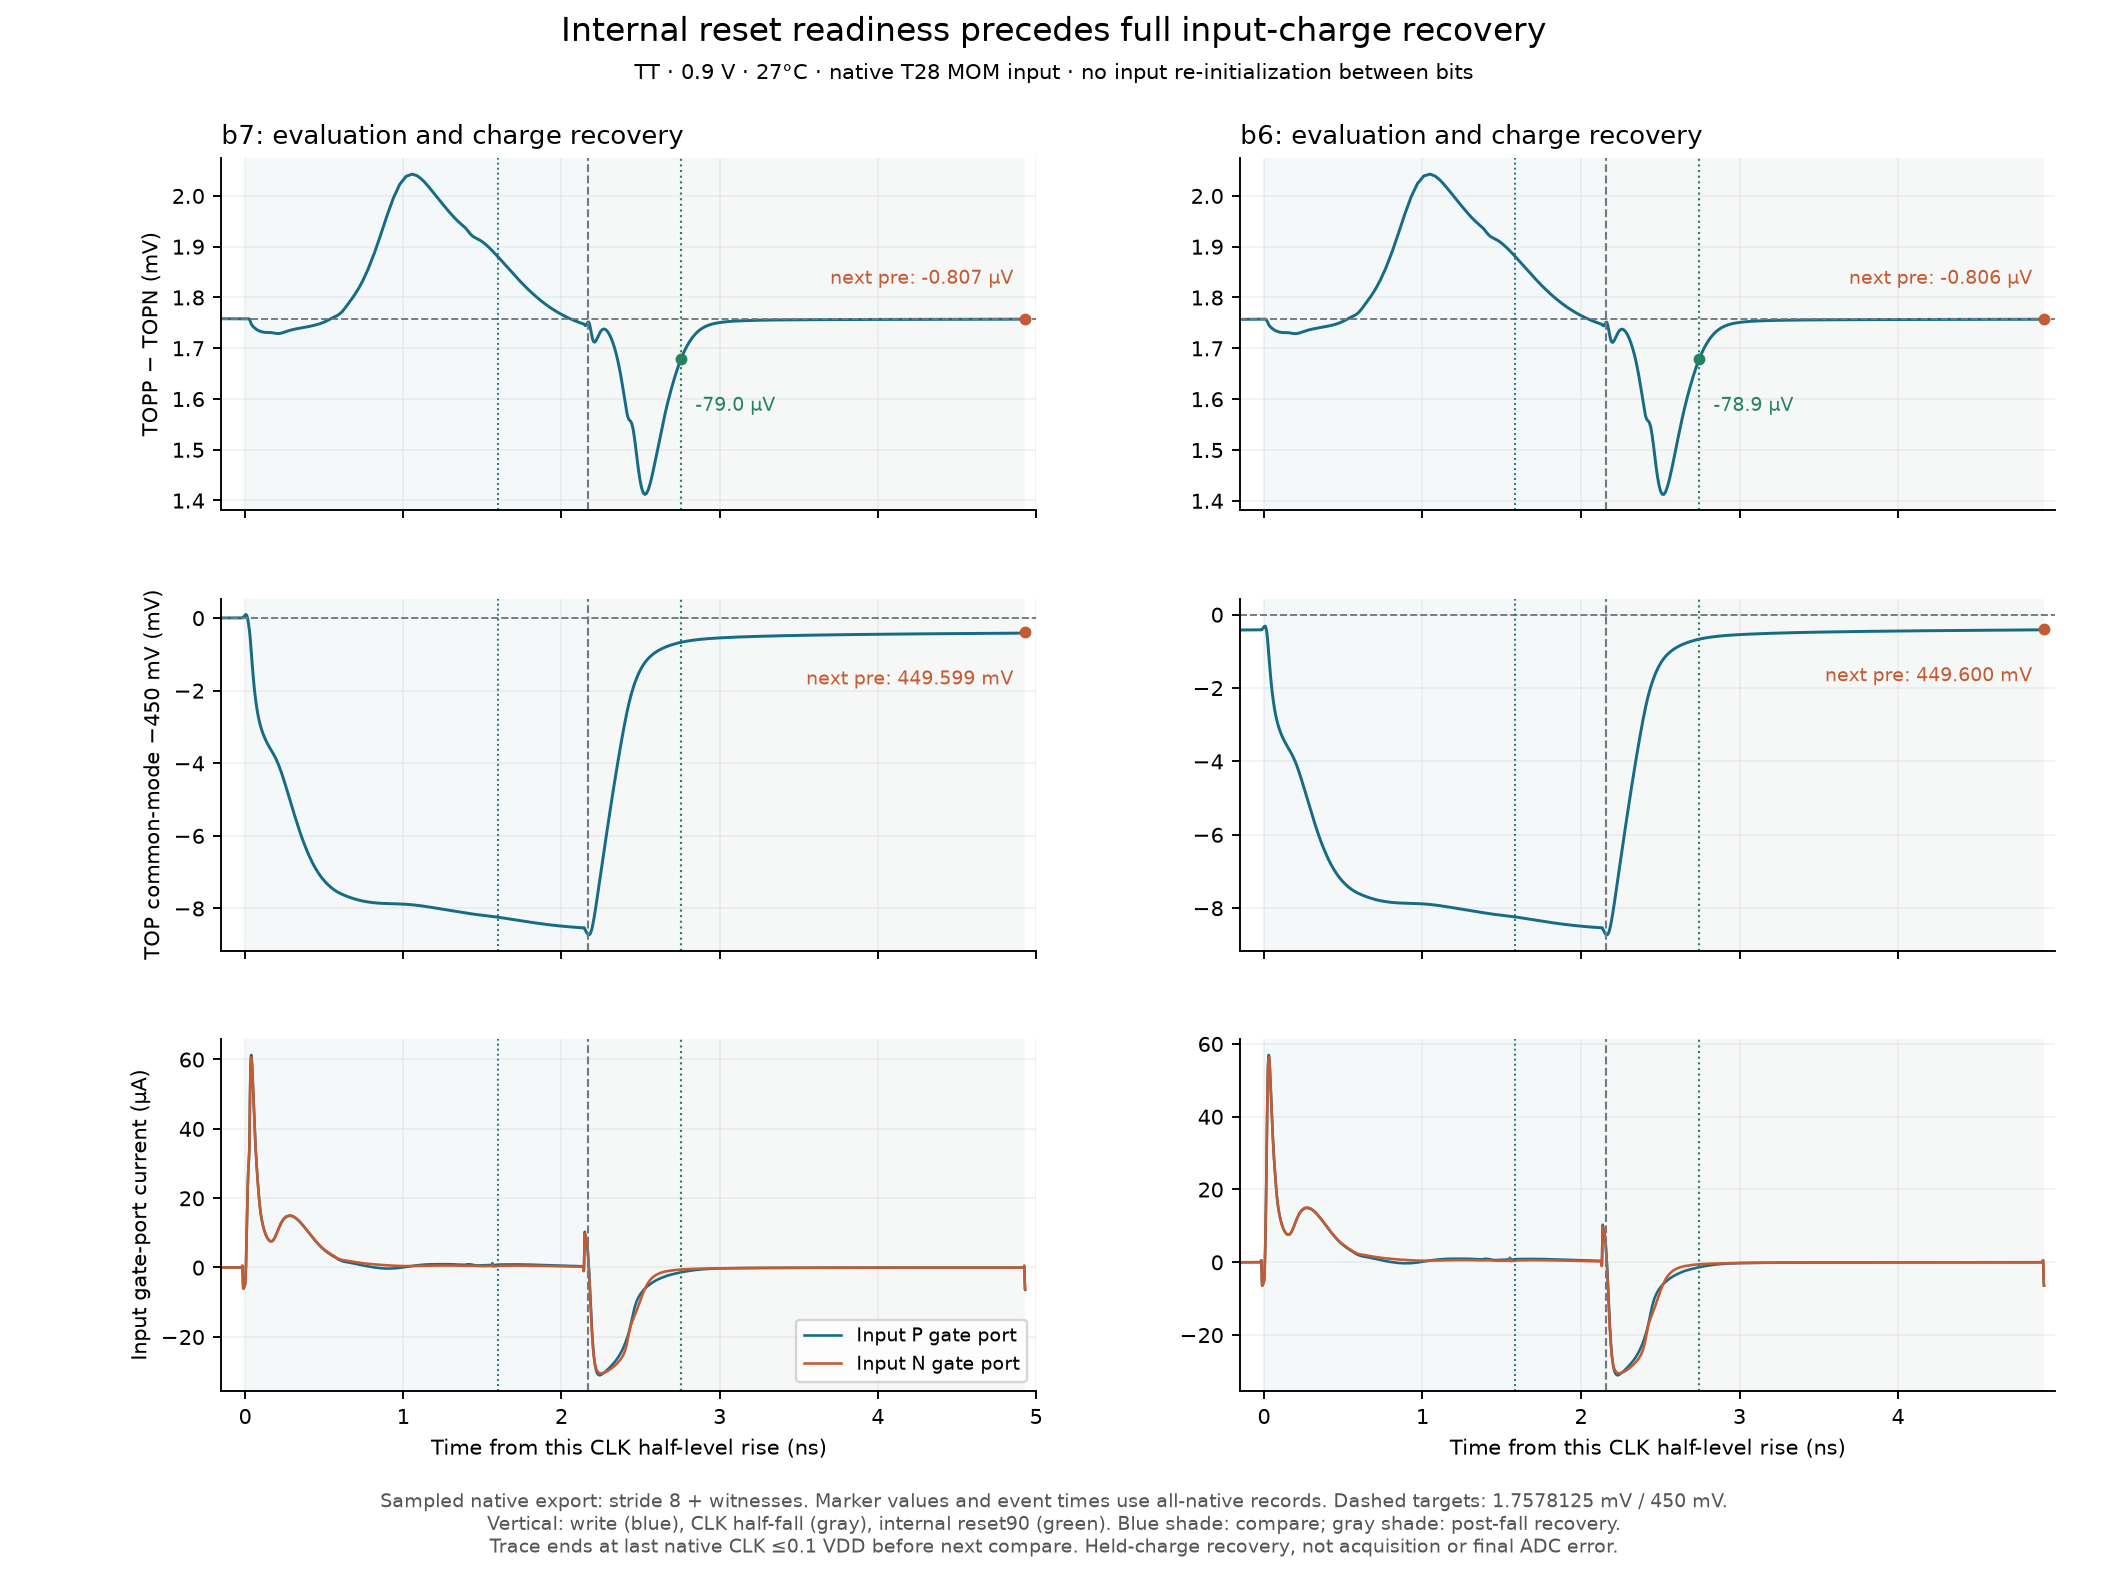 Internal reset readiness precedes full input-charge recovery
TT · 0.9 V · 27°C · native T28 MOM input · no input re-initialization between bits
b7: evaluation and charge recovery
TOPP − TOPN (mV)
2.0
1.9
1.8
1.7
1.6
1.5
1.4
next pre: -0.807 µV
-79.0 µV
b6: evaluation and charge recovery
2.0
1.9
1.8
1.7
1.6
1.5
1.4
next pre: -0.806 µV
-78.9 µV
TOP common-mode −450 mV (mV)
0
−2
−4
−6
−8
next pre: 449.599 mV
0
−2
−4
−6
−8
next pre: 449.600 mV
Input gate-port current (µA)
60
40
20
0
−20
Input P gate port
Input N gate port
0 1 2 3 4 5
Time from this CLK half-level rise (ns)
60
40
20
0
−20
0 1 2 3 4
Time from this CLK half-level rise (ns)
Sampled native export: stride 8 + witnesses. Marker values and event times use all-native records. Dashed targets: 1.7578125 mV / 450 mV.
Vertical: write (blue), CLK half-fall (gray), internal reset90 (green). Blue shade: compare; gray shade: post-fall recovery.
Trace ends at last native CLK ≤0.1 VDD before next compare. Held-charge recovery, not acquisition or final ADC error.